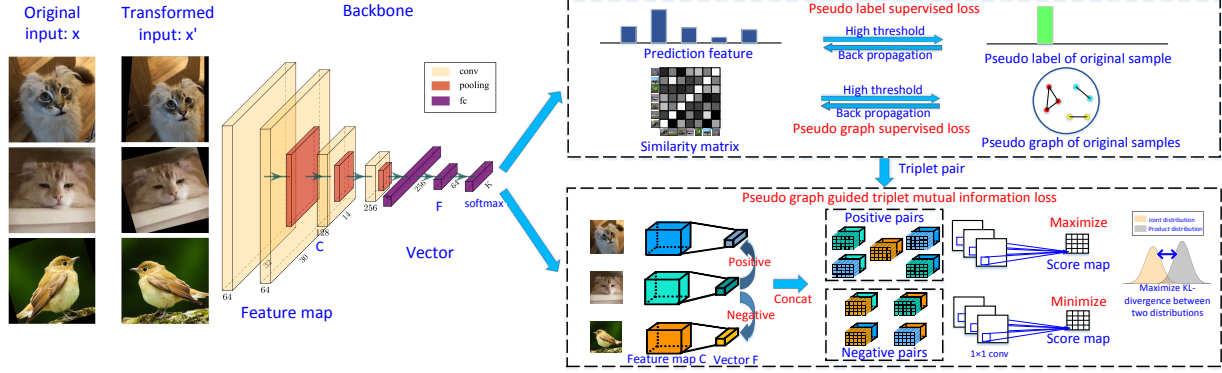 Original
input: x
Transformed
input: x'
Backbone
conv
pooling
fc
64
64
32
30
128
14
256
256
64
K
C
F
softmax
Vector
Feature map
Pseudo label supervised loss
Prediction feature
High threshold
Back propagation
Pseudo label of original sample
High threshold
Back propagation
Pseudo graph supervised loss
Similarity matrix
Pseudo graph of original samples
Triplet pair
Pseudo graph guided triplet mutual information loss
Positive
Negative
Feature map C
Vector F
Concat
Positive pairs
Negative pairs
Maximize
Score map
Minimize
Score map
1×1 conv
Joint distribution
Product distribution
Maximize KL-
divergence between
two distributions